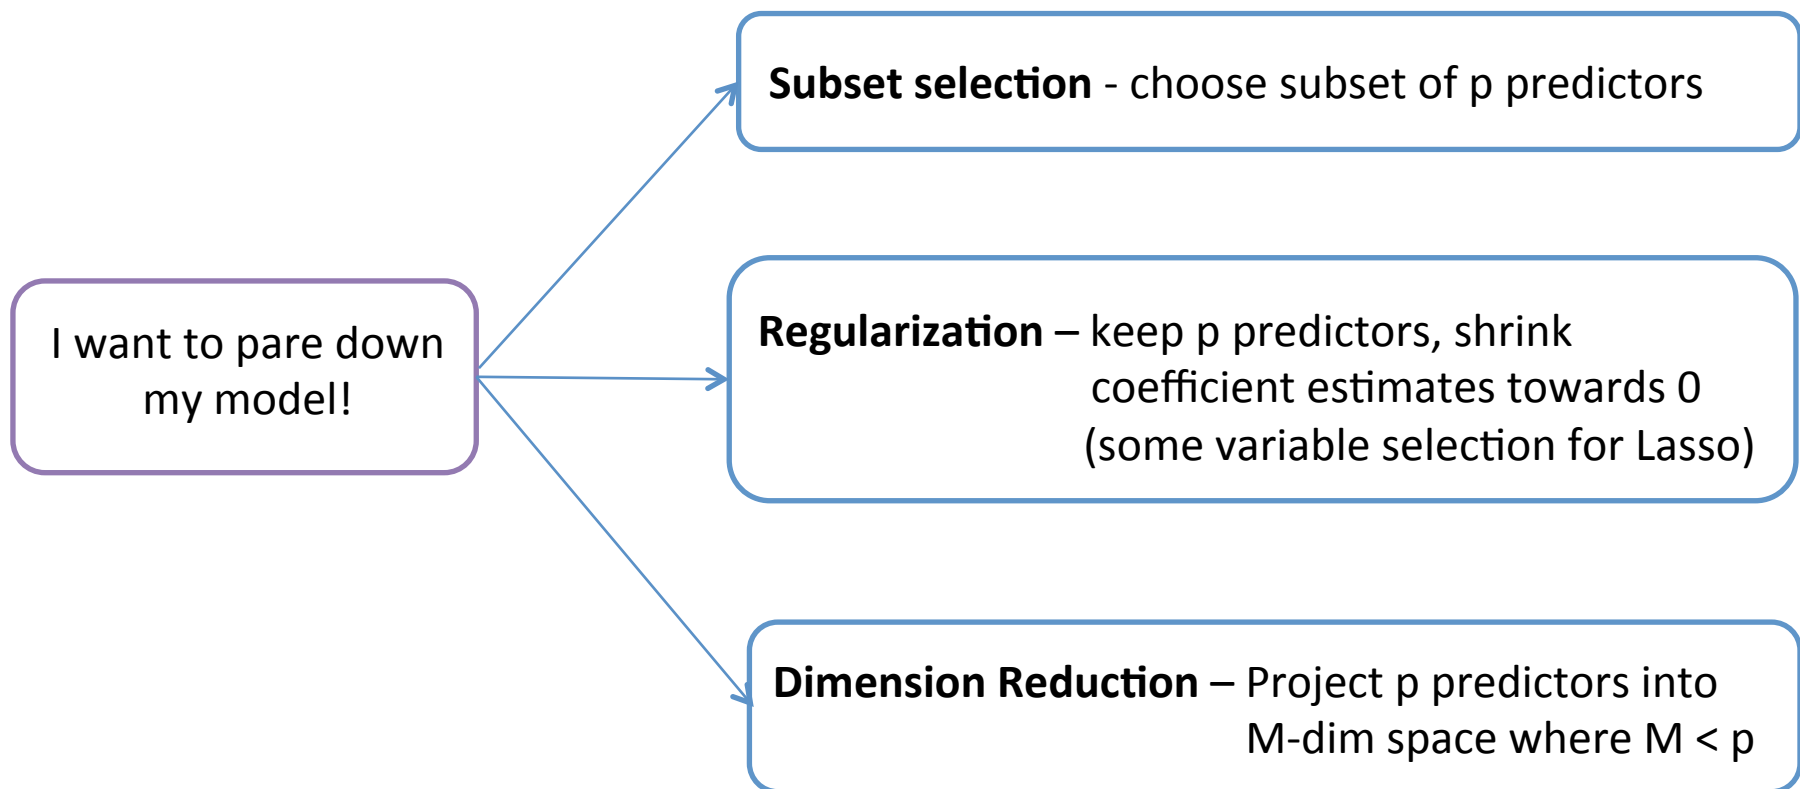 Subset selection - choose subset of p predictors
I want to pare down
my model!
Regularization – keep p predictors, shrink
coefficient estimates towards 0
(some variable selection for Lasso)
Dimension Reduction – Project p predictors into
M-dim space where M < p